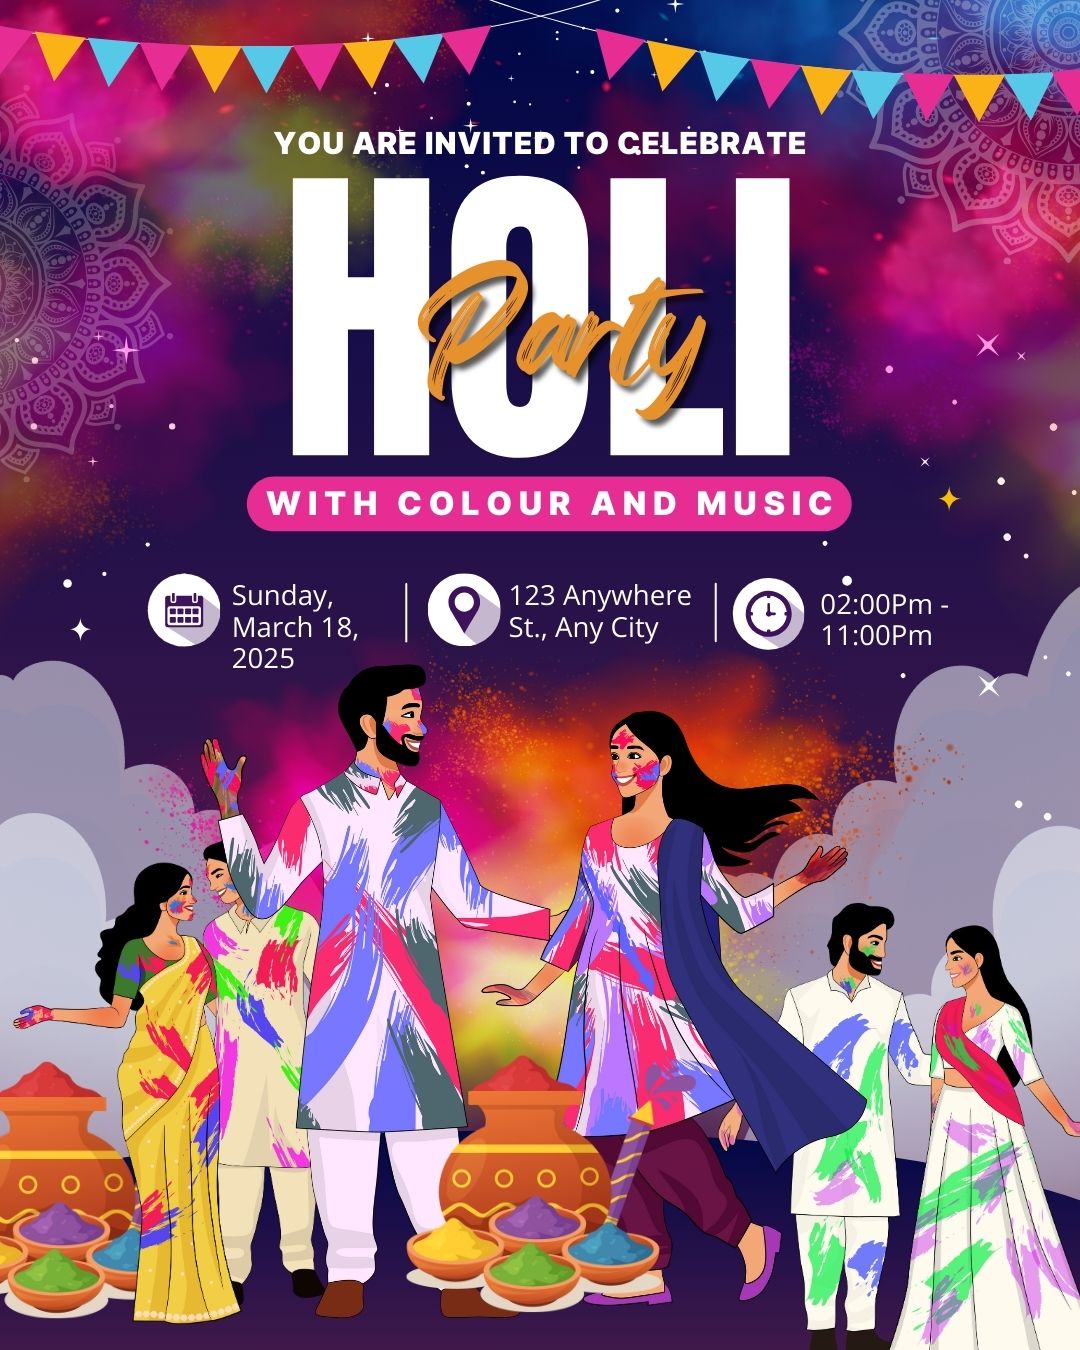 YOU ARE INVITED TO CELEBRATE
HOLI
Party
WITH COLOUR AND MUSIC
Sunday,
March 18,
2025
123 Anywhere
St., Any City
02:00Pm -
11:00Pm